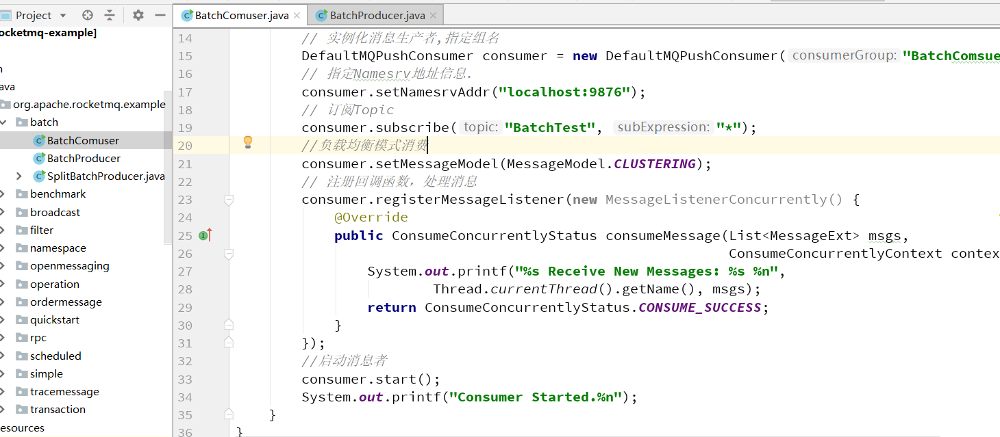 Project
ocketmq-example]
ava
org.apache.rocketmq.example
batch
BatchComuser
BatchProducer
SplitBatchProducer.java
benchmark
broadcast
filter
namespace
openmessaging
operation
ordermessage
quickstart
rpc
scheduled
simple
tracemessage
transaction
esources
BatchComuser.java
BatchProducer.java
14 // 实例化消息生产者,指定组名
15 DefaultMQPushConsumer consumer = new DefaultMQPushConsumer( consumerGroup: "BatchComsue
16 // 指定Namesrv地址信息.
17 consumer.setNamesrvAddr("localhost:9876");
18 // 订阅Topic
19 consumer.subscribe( topic: "BatchTest", subExpression: "*");
20 //负载均衡模式消费
21 consumer.setMessageModel(MessageModel.CLUSTERING);
22 // 注册回调函数，处理消息
23 consumer.registerMessageListener(new MessageListenerConcurrently() {
24 @Override
25 public ConsumeConcurrentlyStatus consumeMessage(List<MessageExt> msgs,
26 ConsumeConcurrentlyContext contex
27 System.out.printf("%s Receive New Messages: %s %n",
28 Thread.currentThread().getName(), msgs);
29 return ConsumeConcurrentlyStatus.CONSUME_SUCCESS;
30 }
31 });
32 //启动消息者
33 consumer.start();
34 System.out.printf("Consumer Started.%n");
35 }
36 }